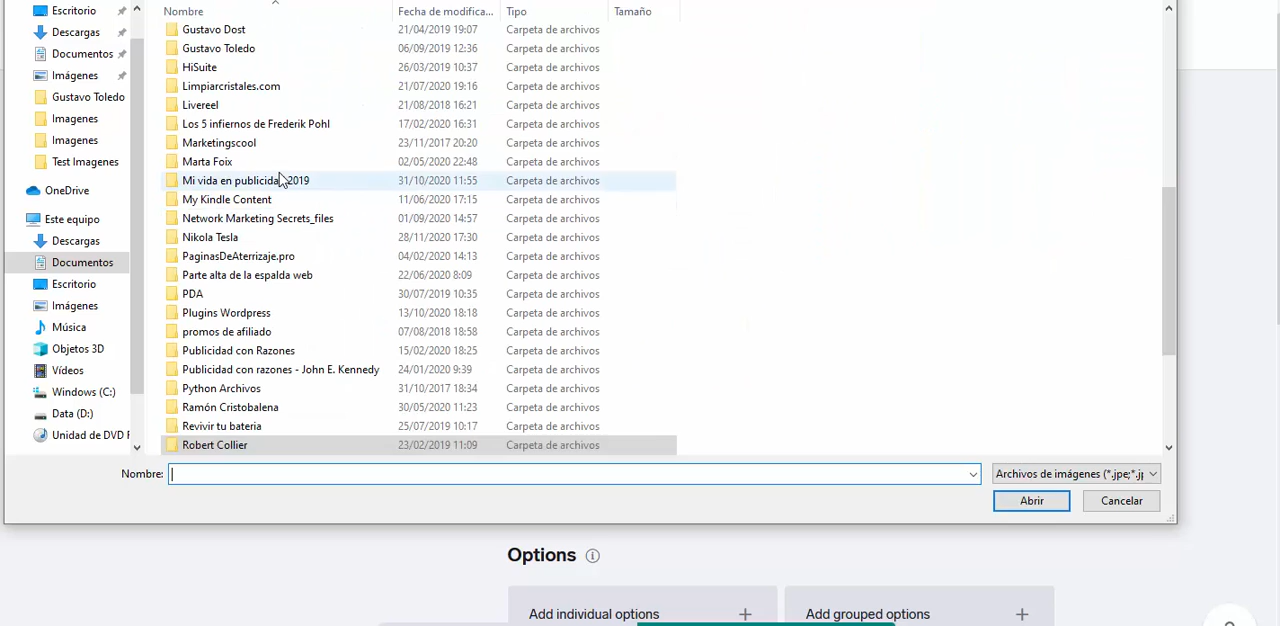 Escritorio
Descargas
Documentos
Imágenes
Gustavo Toledo
Imagenes
Imagenes
Test Imagenes
OneDrive
Este equipo
Descargas
Documentos
Escritorio
Imágenes
Música
Objetos 3D
Vídeos
Windows (C:)
Data (D:)
Unidad de DVD F
Nombre Fecha de modifica... Tipo Tamaño
Gustavo Dost 21/04/2019 19:07 Carpeta de archivos
Gustavo Toledo 06/09/2019 12:36 Carpeta de archivos
HiSuite 26/03/2019 10:37 Carpeta de archivos
Limpiarcristales.com 21/07/2020 19:16 Carpeta de archivos
Livereel 21/08/2018 16:21 Carpeta de archivos
Los 5 infiernos de Frederik Pohl 17/02/2020 16:31 Carpeta de archivos
Marketingscool 23/11/2017 20:20 Carpeta de archivos
Marta Foix 02/05/2020 22:48 Carpeta de archivos
Mi vida en publicida 2019 31/10/2020 11:55 Carpeta de archivos
My Kindle Content 11/06/2020 17:15 Carpeta de archivos
Network Marketing Secrets_files 01/09/2020 14:57 Carpeta de archivos
Nikola Tesla 28/11/2020 17:30 Carpeta de archivos
PaginasDeAterrizaje.pro 04/02/2020 14:13 Carpeta de archivos
Parte alta de la espalda web 22/06/2020 8:09 Carpeta de archivos
PDA 30/07/2019 10:35 Carpeta de archivos
Plugins Wordpress 13/10/2020 18:18 Carpeta de archivos
promos de afiliado 07/08/2018 18:58 Carpeta de archivos
Publicidad con Razones 15/02/2020 18:25 Carpeta de archivos
Publicidad con razones - John E. Kennedy 24/01/2020 9:39 Carpeta de archivos
Python Archivos 31/10/2017 18:34 Carpeta de archivos
Ramón Cristobalena 30/05/2020 11:23 Carpeta de archivos
Revivir tu bateria 25/07/2019 10:17 Carpeta de archivos
Robert Collier 23/02/2019 11:09 Carpeta de archivos
Nombre: Archivos de imágenes (*.jpe;*.jp
Abrir Cancelar
Options
Add individual options + Add grouped options +